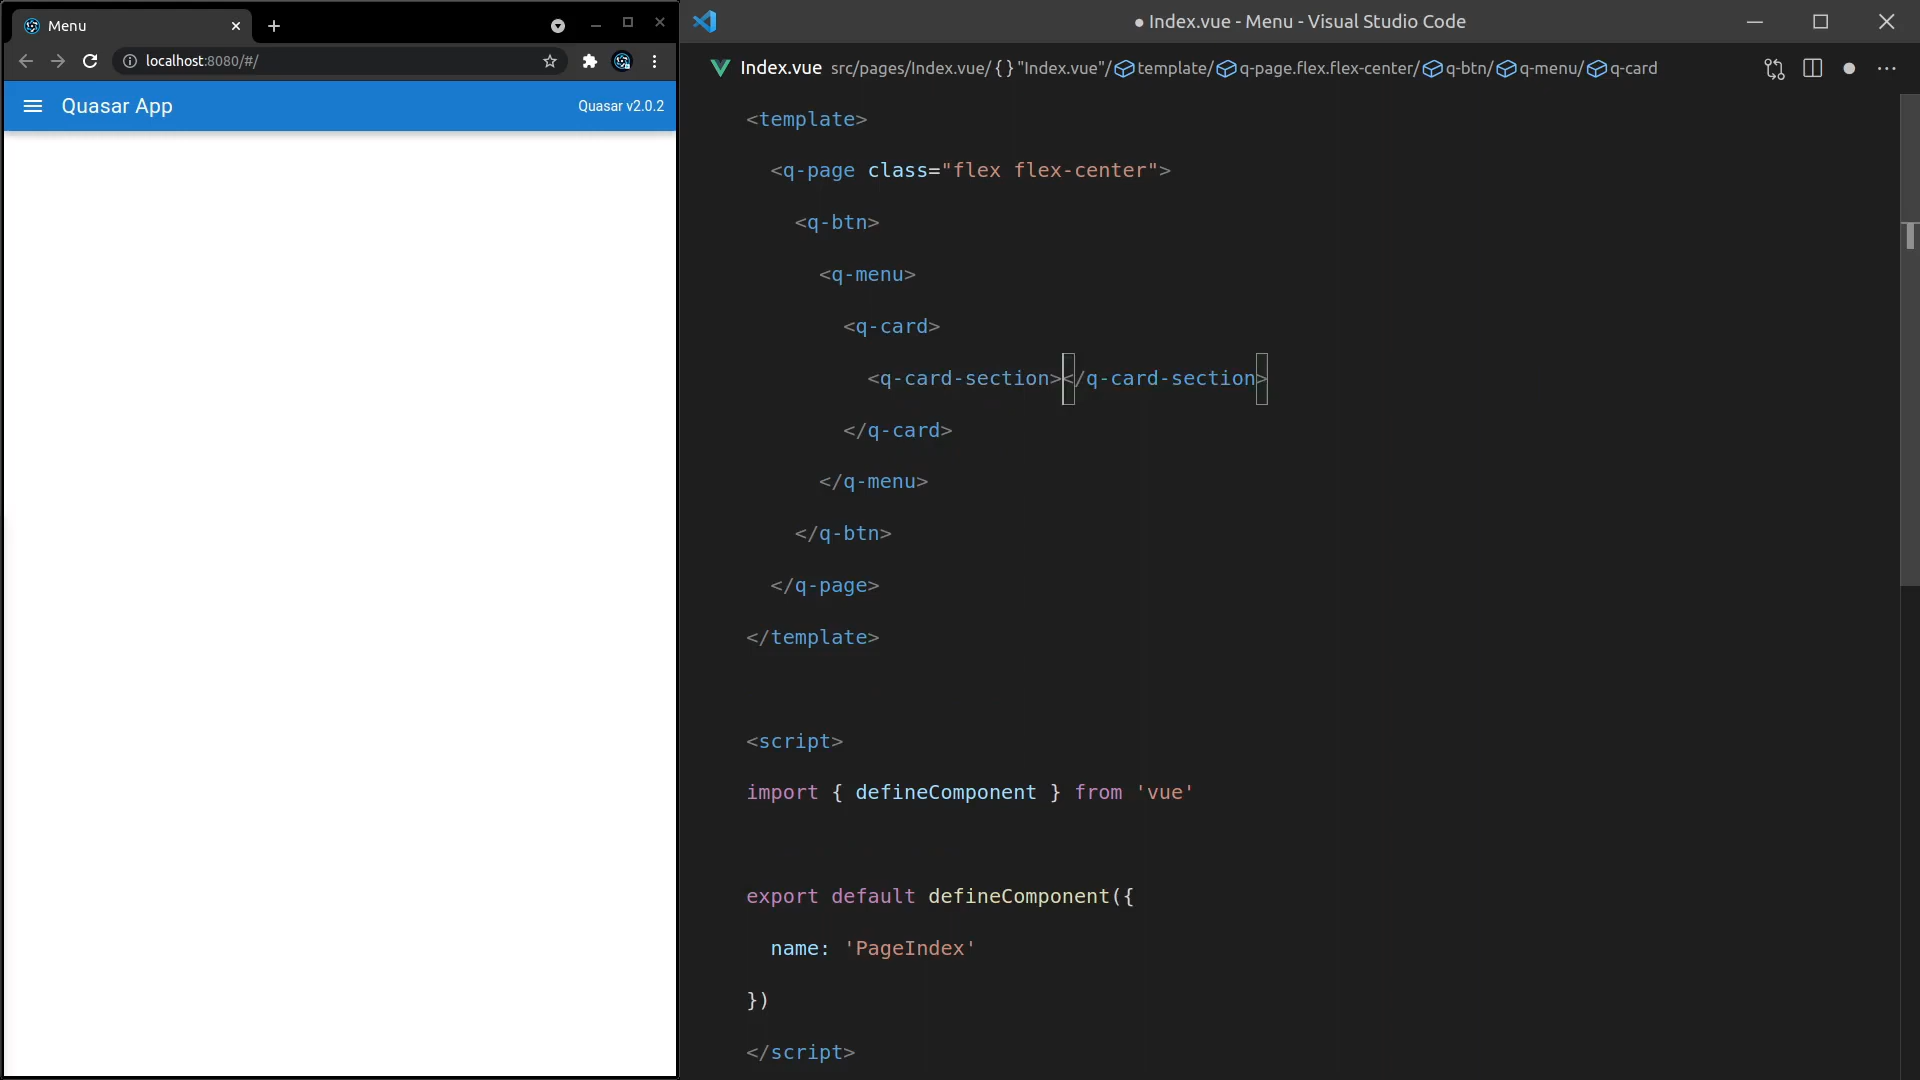 Menu
localhost:8080/#/
Quasar App
Quasar v2.0.2
● Index.vue - Menu - Visual Studio Code
Index.vue src/pages/Index.vue/ {} "Index.vue"/ template/ q-page.flex.flex-center/ q-btn/ q-menu/ q-card
<template>
<q-page class="flex flex-center">
<q-btn>
<q-menu>
<q-card>
<q-card-section></q-card-section>
</q-card>
</q-menu>
</q-btn>
</q-page>
</template>
<script>
import { defineComponent } from 'vue'
export default defineComponent({
name: 'PageIndex'
})
</script>